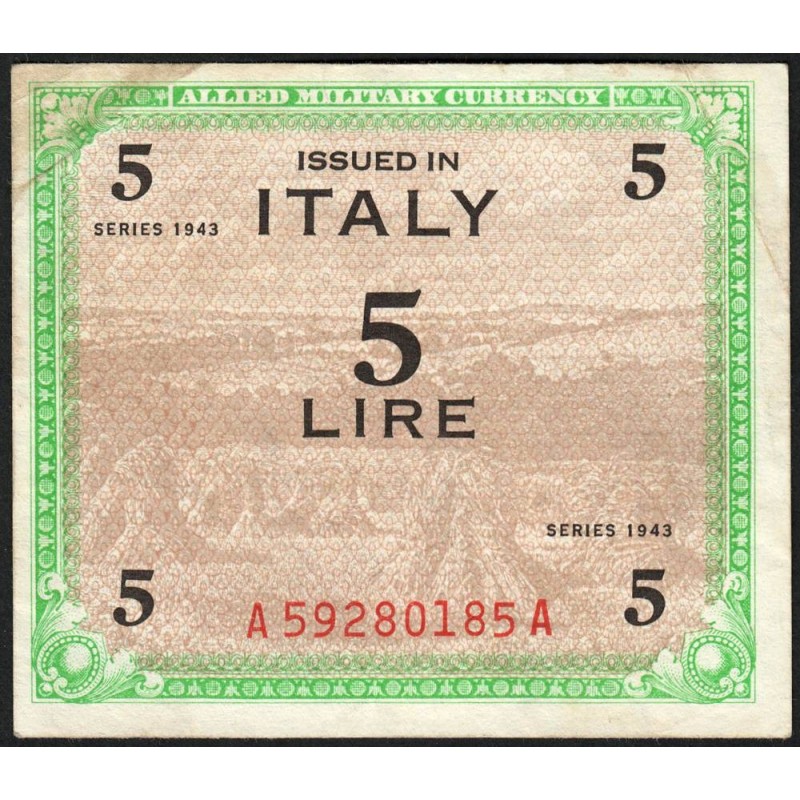 ALLIED MILITARY CURRENCY
5 ISSUED IN 5
SERIES 1943 ITALY
5
LIRE
SERIES 1943
5 A59280185A 5